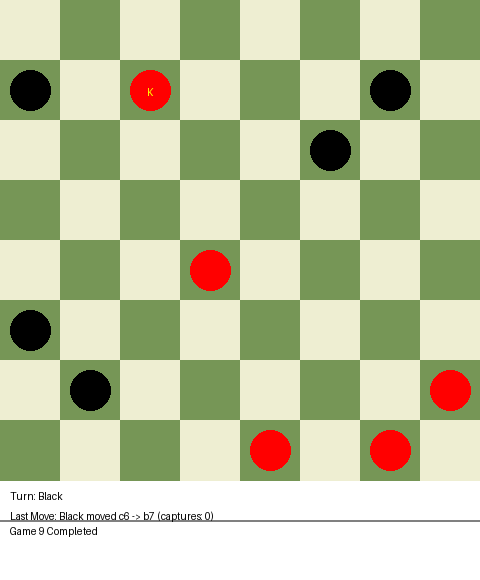 K
Turn: Black
Last Move: Black moved c6 -> b7 (captures: 0)
Game 9 Completed